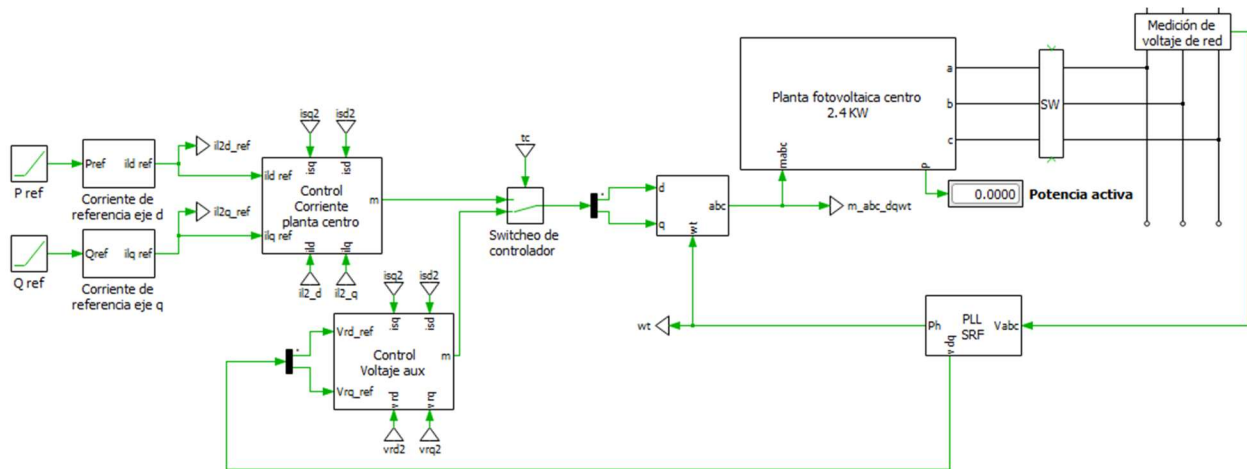 Medición de
voltaje de red
Planta fotovoltaica centro
2.4 KW
a
b
c
mabc
P
SW
0.0000
Potencia activa
P ref
Pref
ild ref
Corriente de
referencia eje d
il2d_ref
Q ref
Qref
ilq ref
Corriente de
referencia eje q
il2q_ref
isq2
isd2
isq
isd
ild ref
ilq ref
Control
Corriente
planta centro
m
ild
ilq
il2_d
il2_q
tc
Switcheo de
controlador
d
q
abc
wt
m_abc_dqwt
isq2
isd2
isq
isd
Vrd_ref
Vrq_ref
Control
Voltaje aux
m
vrd
vrq
vrd2
vrq2
wt
Ph
PLL
SRF
Vabc
vdq